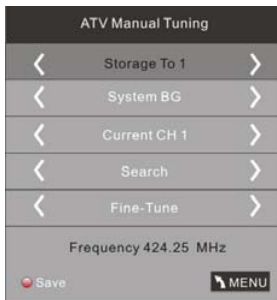 ATV Manual Tuning
Storage To 1
System BG
Current CH 1
Search
Fine-Tune
Frequency 424.25 MHz
Save
MENU